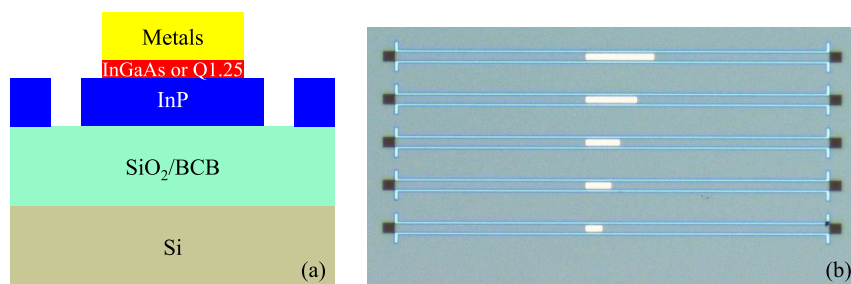 Metals
InGaAs or Q1.25
InP
SiO₂/BCB
Si
(a)
(b)